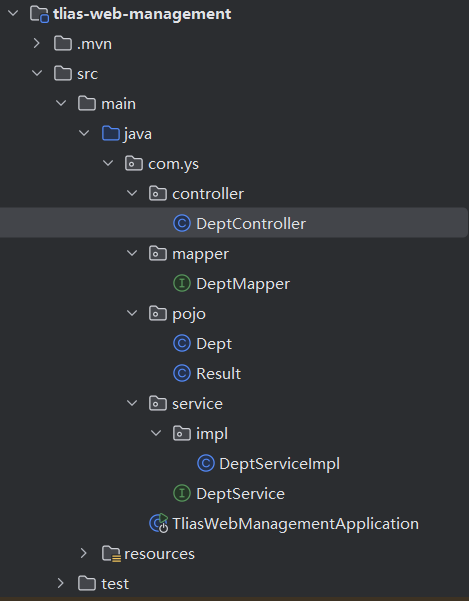 tlias-web-management
.mvn
src
main
java
com.ys
controller
C DeptController
mapper
I DeptMapper
pojo
C Dept
C Result
service
impl
C DeptServiceImpl
I DeptService
C TliasWebManagementApplication
resources
test